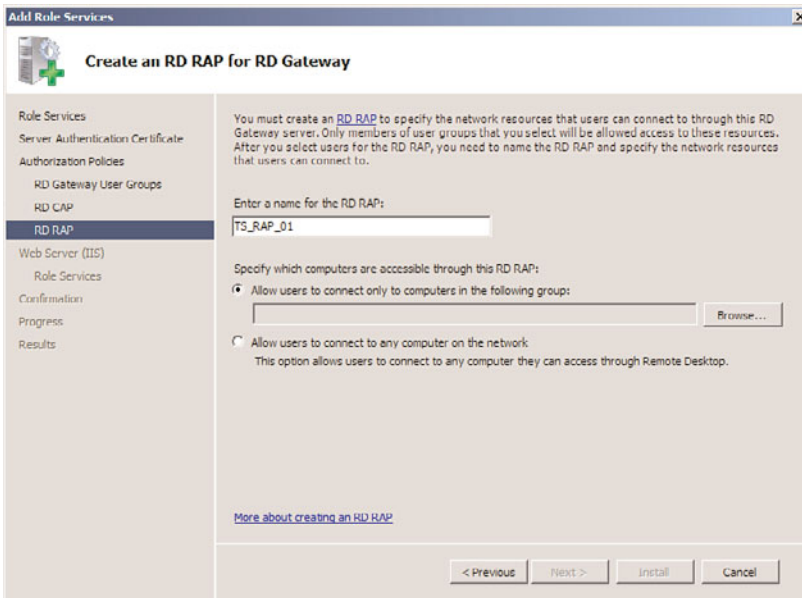 Add Role Services
Create an RD RAP for RD Gateway
Role Services
Server Authentication Certificate
Authorization Policies
RD Gateway User Groups
RD CAP
RD RAP
Web Server (IIS)
Role Services
Confirmation
Progress
Results
You must create an RD RAP to specify the network resources that users can connect to through this RD
Gateway server. Only members of user groups that you select will be allowed access to these resources.
After you select users for the RD RAP, you need to name the RD RAP and specify the network resources
that users can connect to.
Enter a name for the RD RAP:
TS_RAP_01
Specify which computers are accessible through this RD RAP:
Allow users to connect only to computers in the following group:
Browse...
Allow users to connect to any computer on the network
This option allows users to connect to any computer they can access through Remote Desktop.
More about creating an RD RAP
< Previous
Next >
Install
Cancel